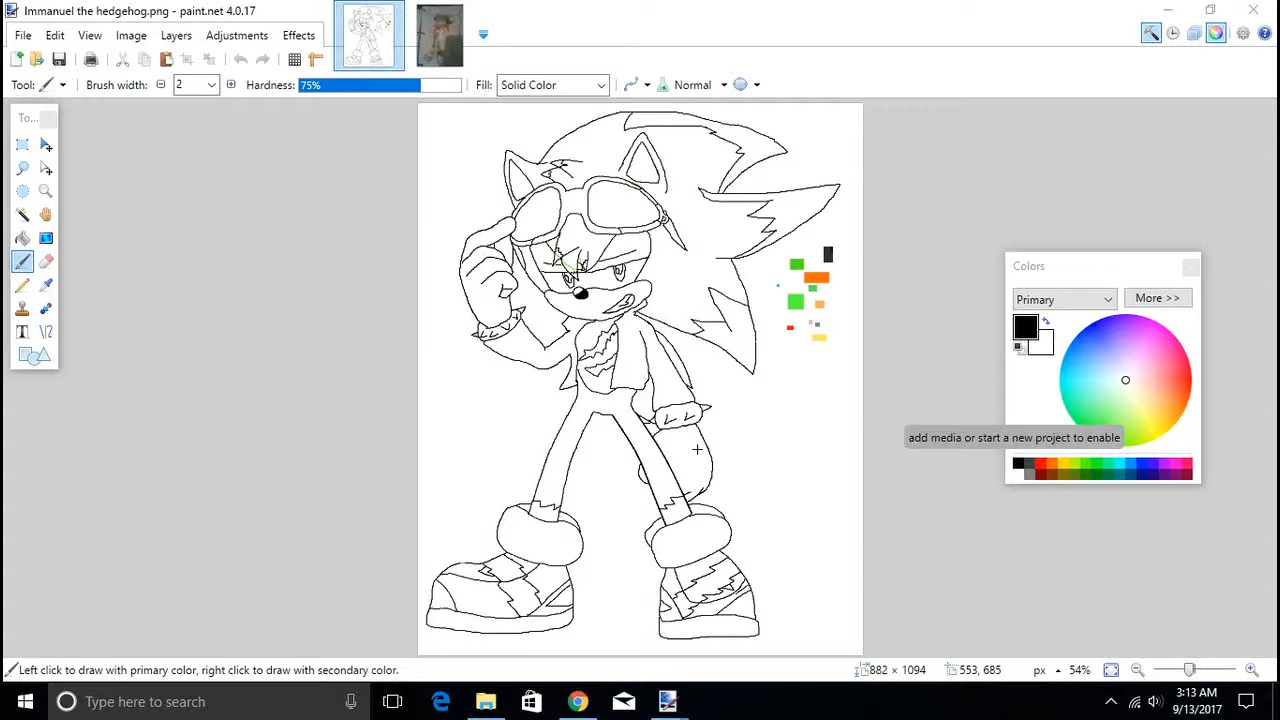 Immanuel the hedgehog.png - paint.net 4.0.17
File Edit View Image Layers Adjustments Effects
Tool: Brush width: 2 Hardness: 75% Fill: Solid Color Normal
To...
T
Colors
Primary More >>
add media or start a new project to enable
Left click to draw with primary color, right click to draw with secondary color. 882 x 1094 553, 685 px 54%
Type here to search
3:13 AM
9/13/2017